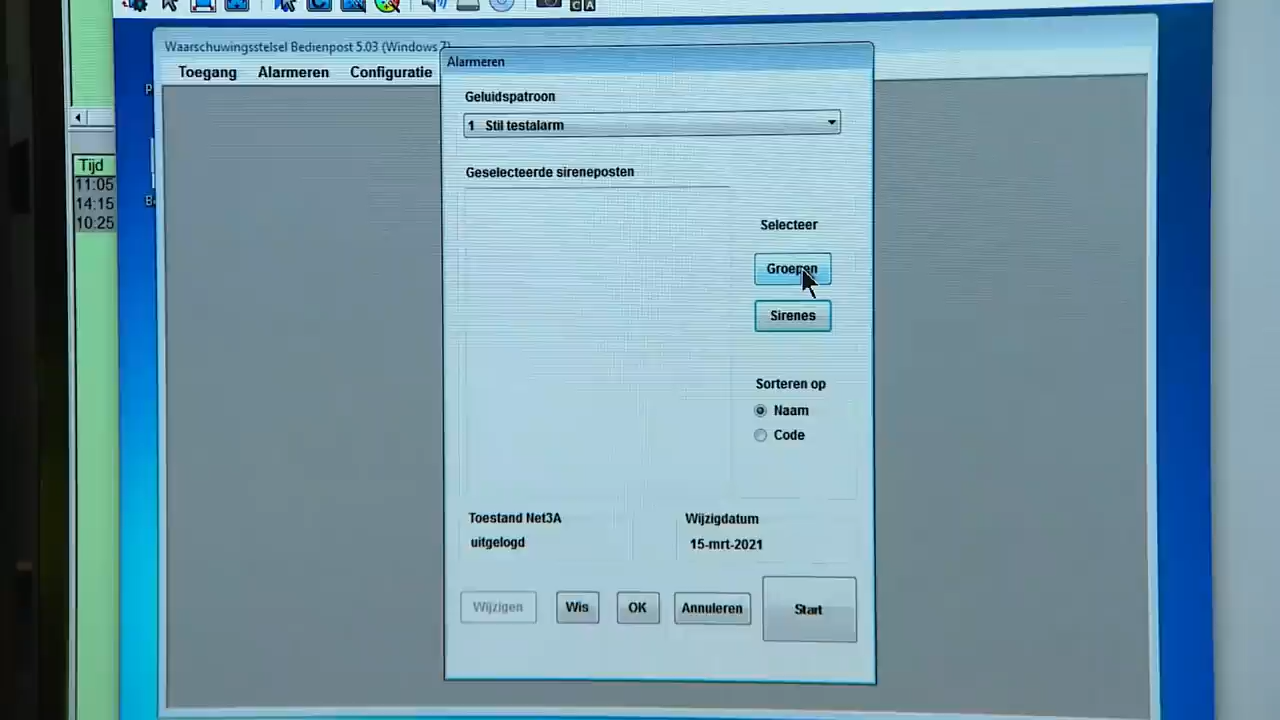 Waarschuwingsstelsel Bedienpost 5.03 (Windows 7)
Toegang Alarmeren Configuratie
Alarmeren
Geluidspatroon
1 Stil testalarm
Geselecteerde sireneposten
Selecteer
Groepen
Sirenes
Sorteren op
Naam
Code
Toestand Net3A
uitgelogd
Wijzigdatum
15-mrt-2021
Wijzigen Wis OK Annuleren Start
Tijd
11:05
14:15
10:25